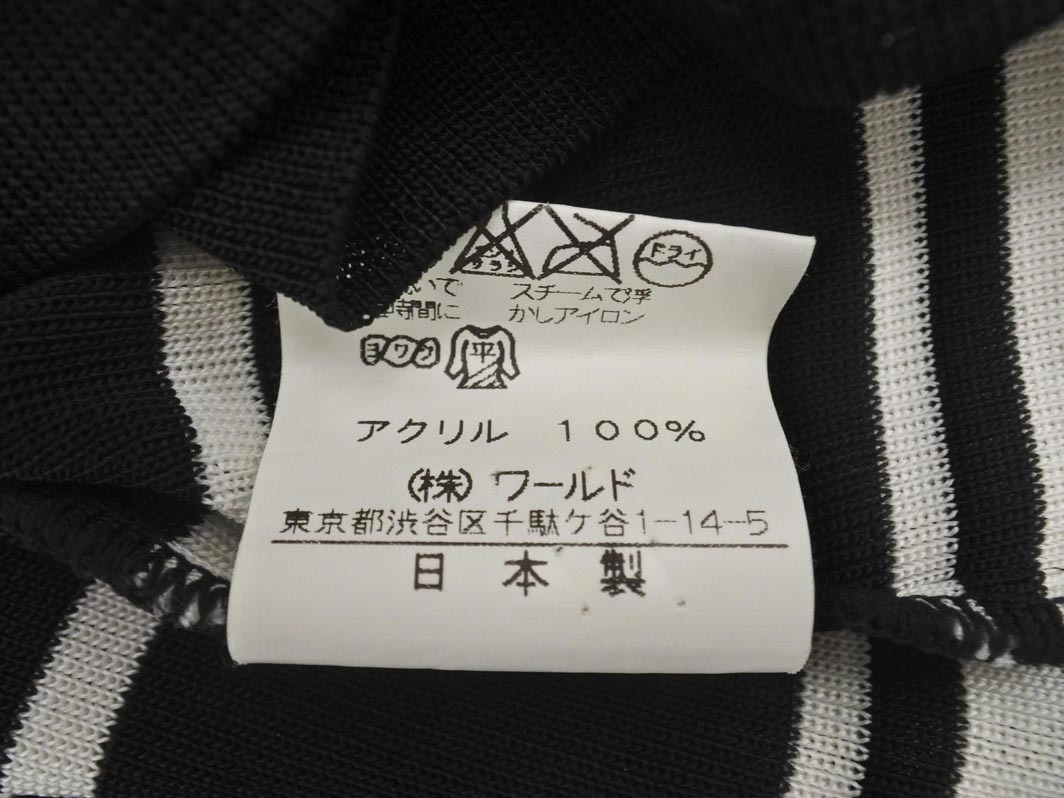 ドライ
いで スチームで浮
時間に かしアイロン
ヨワク 平
アクリル 100%
(株)ワールド
東京都渋谷区千駄ケ谷1-14-5
日本製